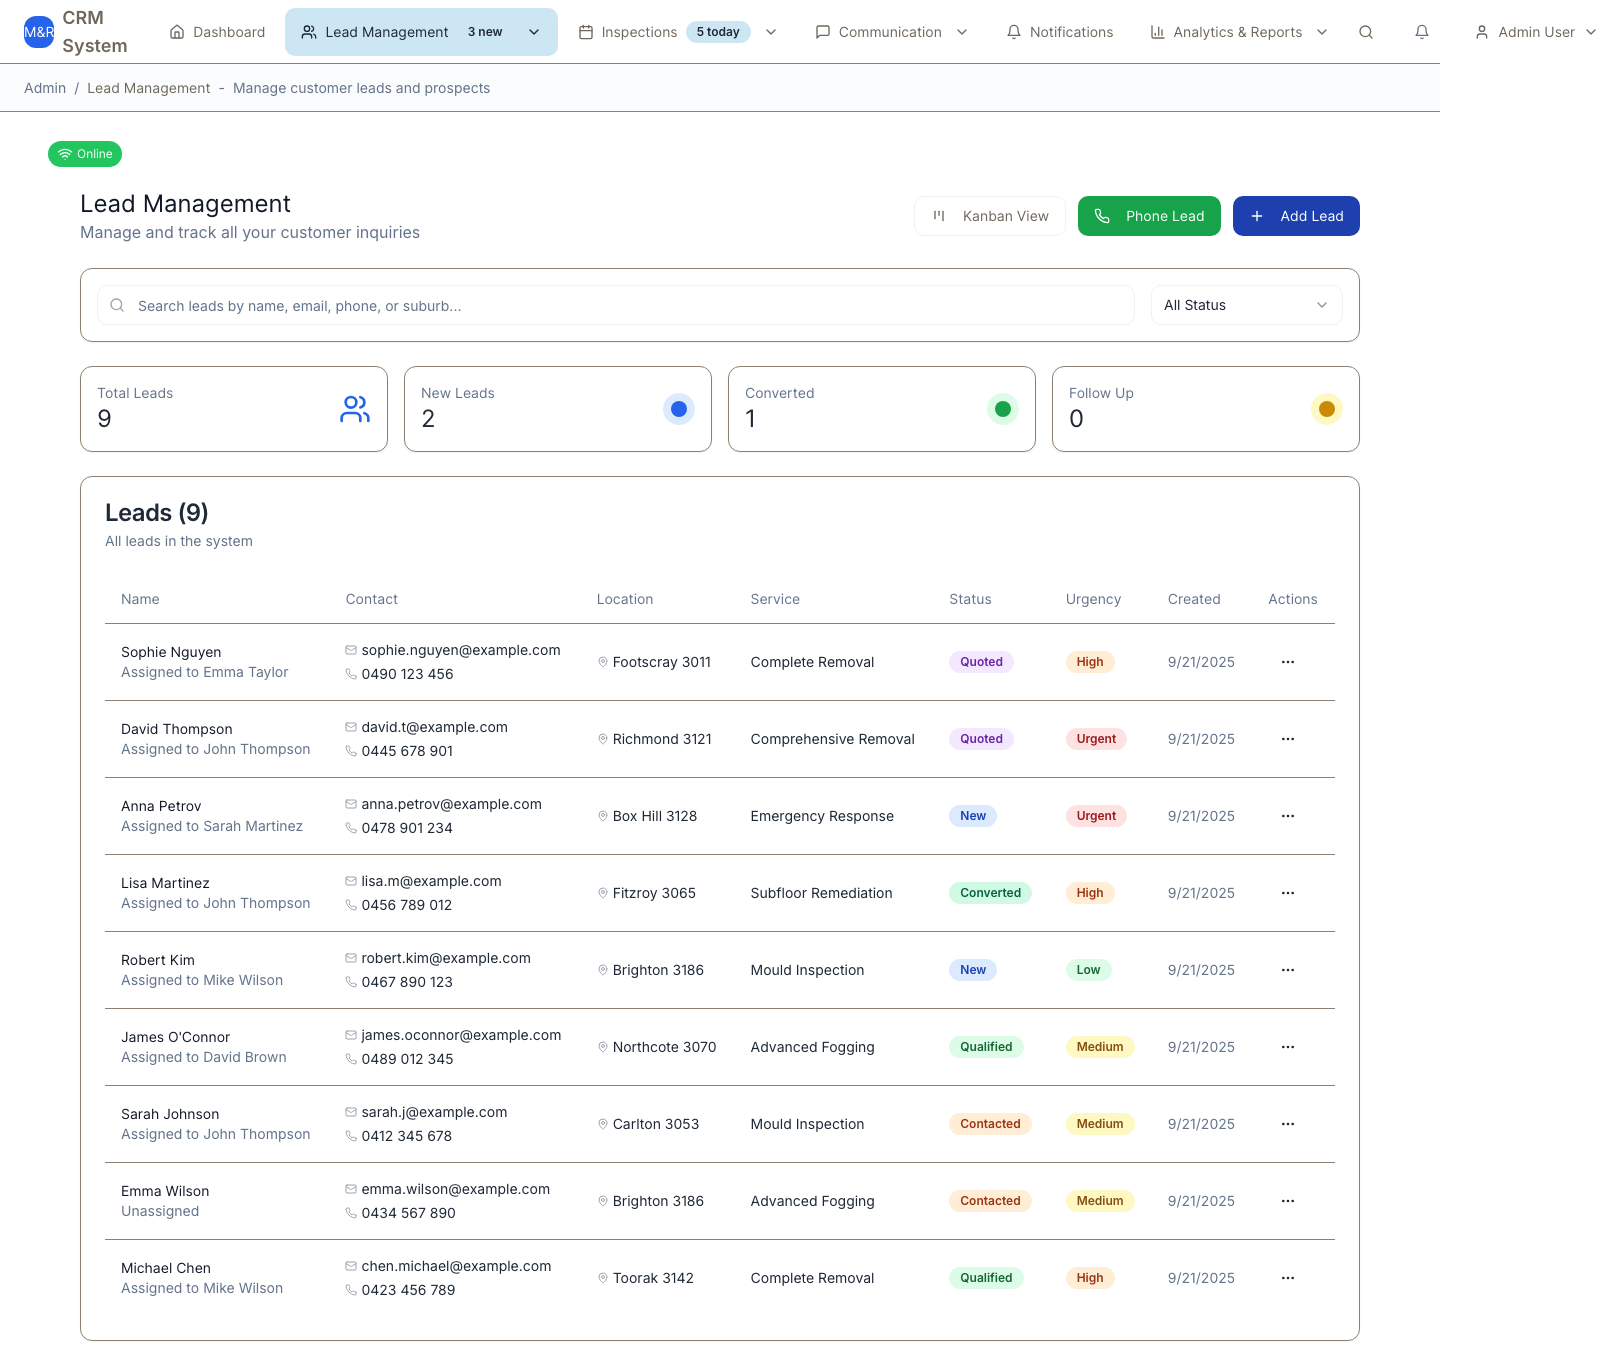 M&R
CRM System
Dashboard
Lead Management 3 new
Inspections 5 today
Communication
Notifications
Analytics & Reports
Admin User
Admin / Lead Management - Manage customer leads and prospects
Online
Lead Management
Manage and track all your customer inquiries
Kanban View
Phone Lead
Add Lead
Search leads by name, email, phone, or suburb...
All Status
Total Leads
9
New Leads
2
Converted
1
Follow Up
0
Leads (9)
All leads in the system
Name Contact Location Service Status Urgency Created Actions
Sophie Nguyen
Assigned to Emma Taylor
sophie.nguyen@example.com
0490 123 456
Footscray 3011
Complete Removal
Quoted
High
9/21/2025
David Thompson
Assigned to John Thompson
david.t@example.com
0445 678 901
Richmond 3121
Comprehensive Removal
Quoted
Urgent
9/21/2025
Anna Petrov
Assigned to Sarah Martinez
anna.petrov@example.com
0478 901 234
Box Hill 3128
Emergency Response
New
Urgent
9/21/2025
Lisa Martinez
Assigned to John Thompson
lisa.m@example.com
0456 789 012
Fitzroy 3065
Subfloor Remediation
Converted
High
9/21/2025
Robert Kim
Assigned to Mike Wilson
robert.kim@example.com
0467 890 123
Brighton 3186
Mould Inspection
New
Low
9/21/2025
James O'Connor
Assigned to David Brown
james.oconnor@example.com
0489 012 345
Northcote 3070
Advanced Fogging
Qualified
Medium
9/21/2025
Sarah Johnson
Assigned to John Thompson
sarah.j@example.com
0412 345 678
Carlton 3053
Mould Inspection
Contacted
Medium
9/21/2025
Emma Wilson
Unassigned
emma.wilson@example.com
0434 567 890
Brighton 3186
Advanced Fogging
Contacted
Medium
9/21/2025
Michael Chen
Assigned to Mike Wilson
chen.michael@example.com
0423 456 789
Toorak 3142
Complete Removal
Qualified
High
9/21/2025